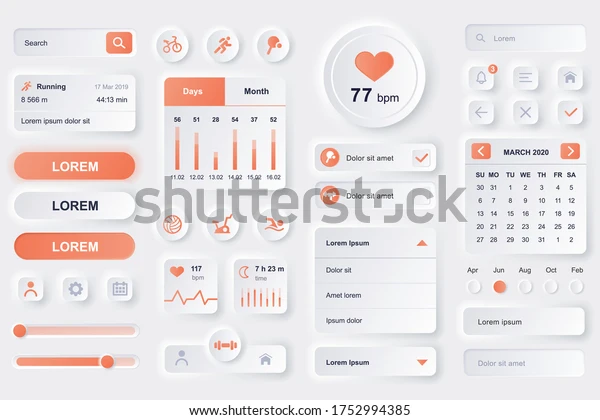 Search
Running 17 Mar 2019
8 566 m 44:13 min
Lorem ipsum dolor sit
LOREM
LOREM
LOREM
Days Month
56 51 28 54 37 52
11.02 12.02 13.02 14.02 15.02 16.02
117
bpm
7 h 23 m
time
77 bpm
Dolor sit amet
Dolor sit amet
Lorem Ipsum
Dolor sit
Amet lorem
Ipsum dolor
Lorem Ipsum
Lorem
3
MARCH 2020
SU MO TU WE TH FR SA
30 31 1 2 3 4 5
6 7 8 9 10 11 12
13 14 15 16 17 18 19
20 21 22 23 24 25 26
27 28 29 30 31 1 2
Apr Jun Apr Oct Feb
Lorem ipsum
Dolor sit amet
shutterstock.com · 1752994385